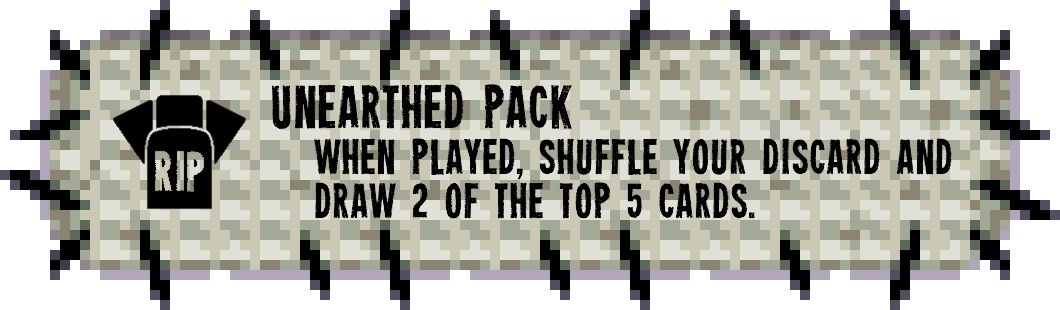 UNEARTHED PACK
RIP
WHEN PLAYED, SHUFFLE YOUR DISCARD AND
DRAW 2 OF THE TOP 5 CARDS.